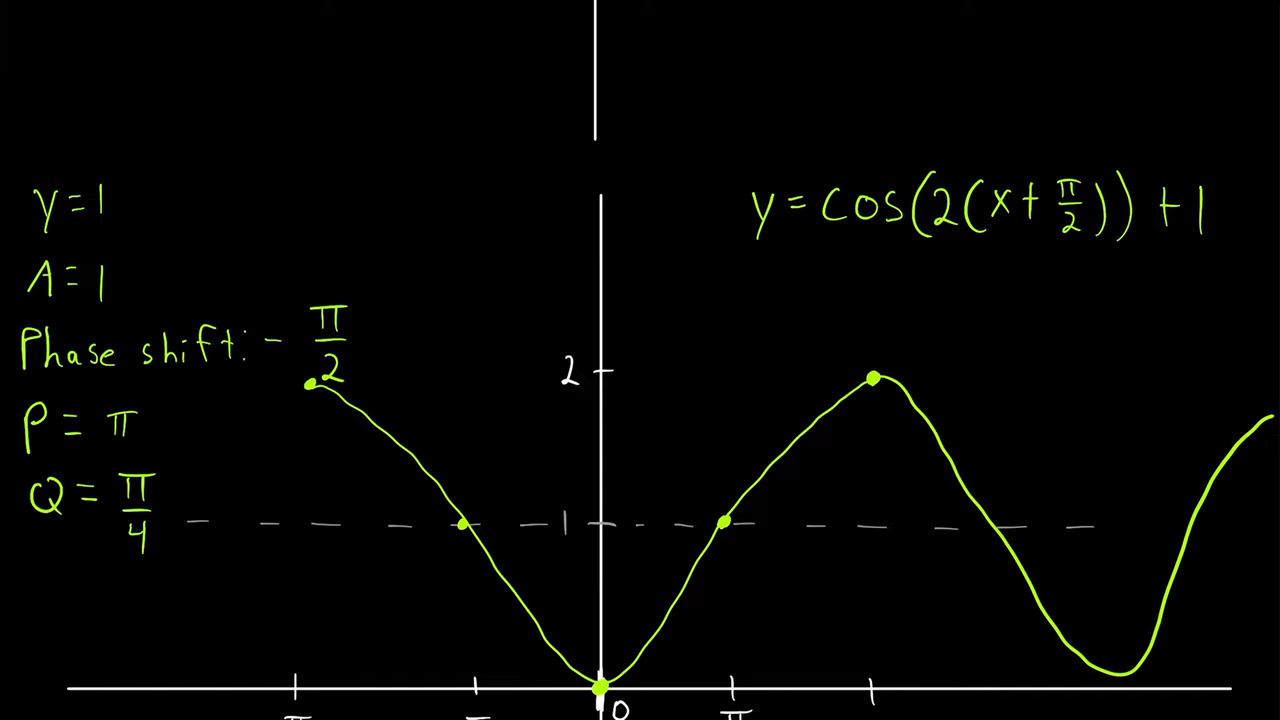 y = 1
y = cos(2(x + π/2)) + 1
A = 1
Phase shift: - π/2
2
P = π
Q = π/4
1
0
π